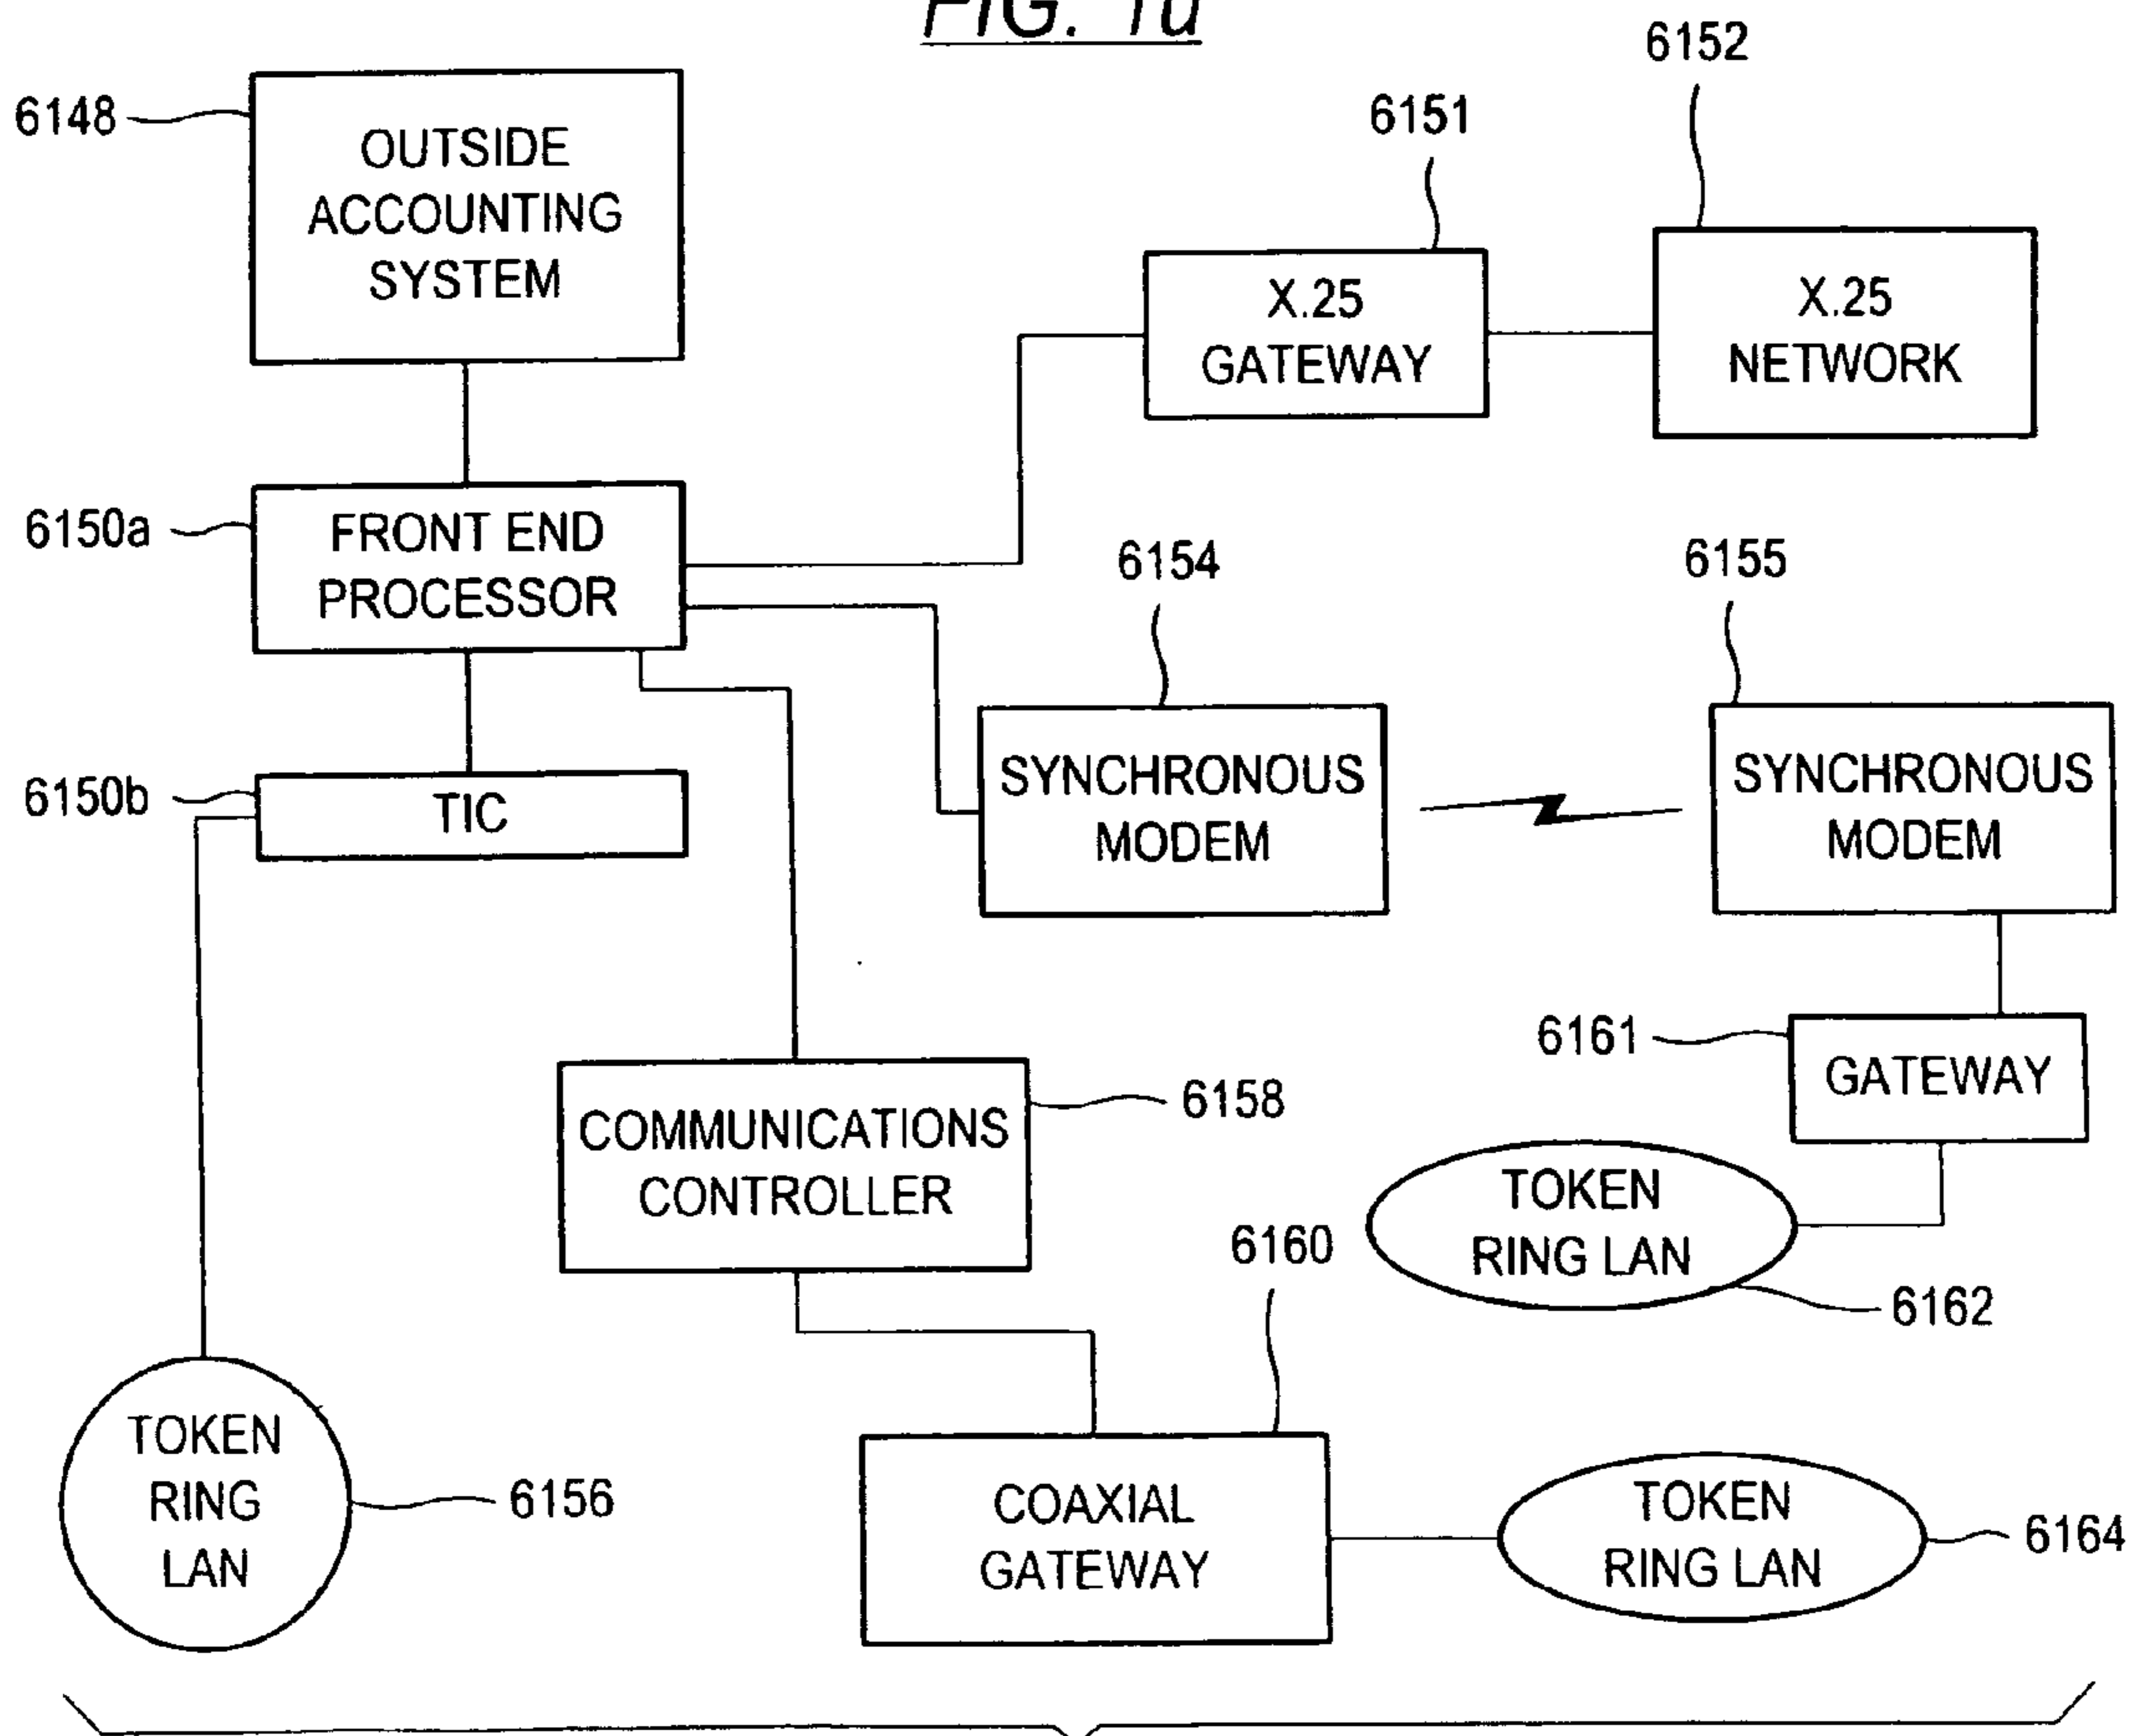 FIG. 1d
6152
6148
OUTSIDE
ACCOUNTING
SYSTEM
6151
X.25
GATEWAY
X.25
NETWORK
6150a
FRONT END
PROCESSOR
6154
6155
6150b
TIC
SYNCHRONOUS
MODEM
SYNCHRONOUS
MODEM
6161
GATEWAY
COMMUNICATIONS
CONTROLLER
6158
TOKEN
RING LAN
6162
6160
TOKEN
RING
LAN
6156
COAXIAL
GATEWAY
TOKEN
RING LAN
6164